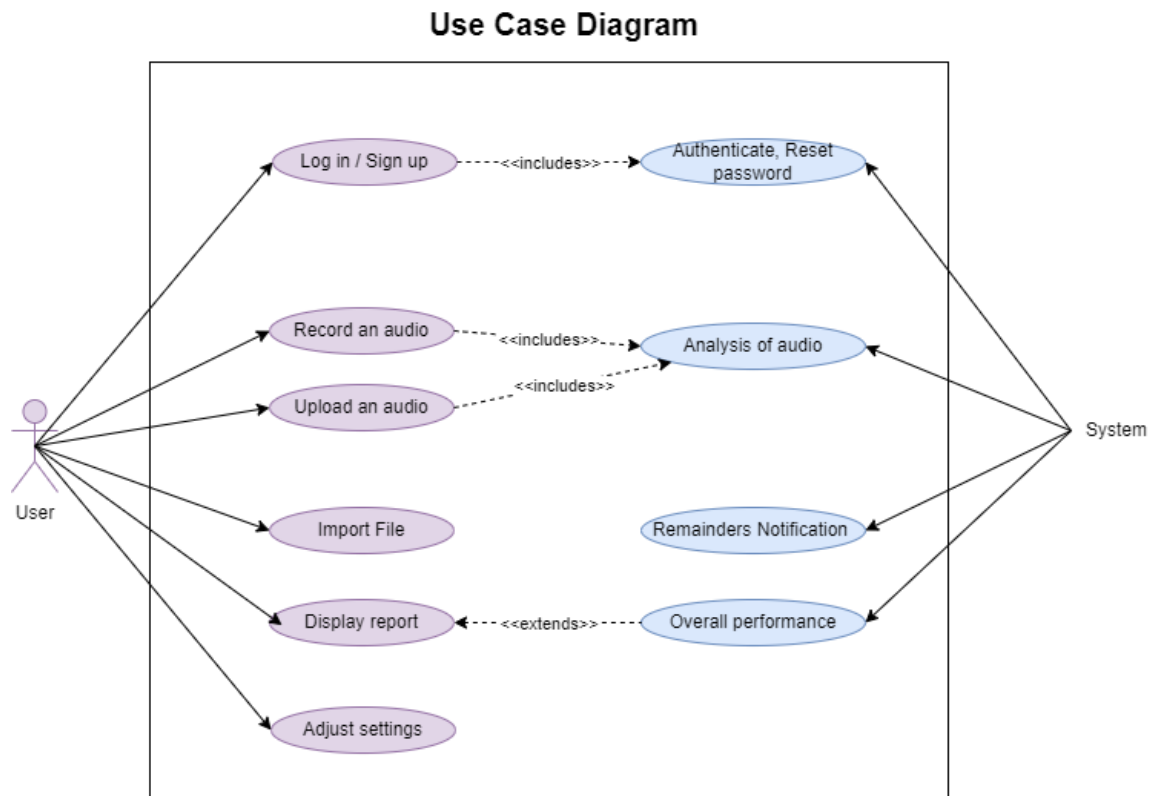 Use Case Diagram
Log in / Sign up
<<includes>>
Authenticate, Reset
password
Record an audio
<<includes>>
Analysis of audio
Upload an audio
<<includes>>
System
User
Import File
Remainders Notification
Display report
<<extends>>
Overall performance
Adjust settings